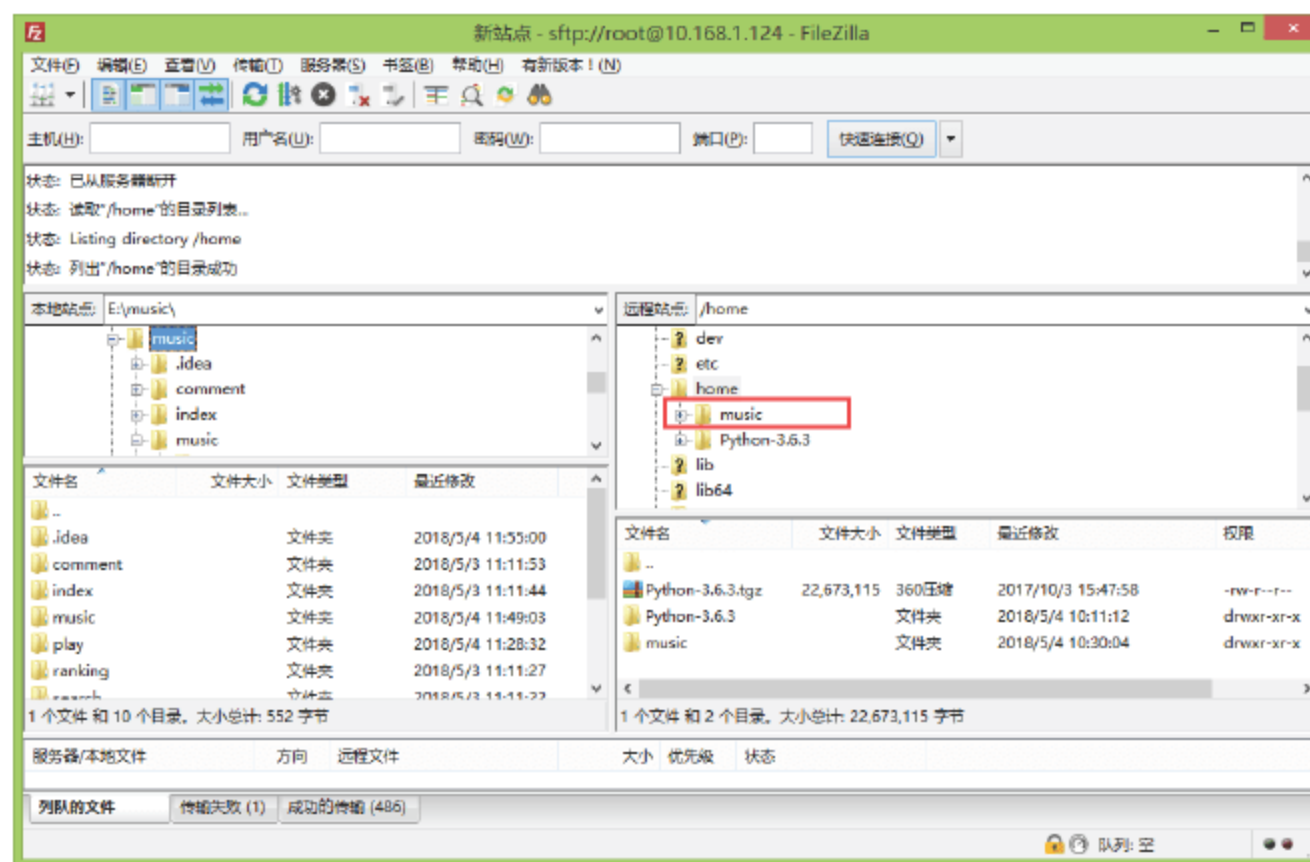 新站点 - sftp://root@10.168.1.124 - FileZilla
文件(F) 编辑(E) 查看(V) 传输(T) 服务器(S) 书签(B) 帮助(H) 有新版本！(N)
主机(H): 用户名(U): 密码(W): 端口(P): 快速连接(Q)
状态: 已从服务器断开
状态: 读取"/home"的目录列表...
状态: Listing directory /home
状态: 列出"/home"的目录成功
本地站点: E:\music\
music
.idea
comment
index
music
远程站点: /home
dev
etc
home
music
Python-3.6.3
lib
lib64
文件名 文件大小 文件类型 最近修改
..
.idea 文件夹 2018/5/4 11:55:00
comment 文件夹 2018/5/3 11:11:53
index 文件夹 2018/5/3 11:11:44
music 文件夹 2018/5/4 11:49:03
play 文件夹 2018/5/4 11:28:32
ranking 文件夹 2018/5/3 11:11:27
search 文件夹 2018/5/3 11:11:22
1 个文件 和 10 个目录。大小总计: 552 字节
文件名 文件大小 文件类型 最近修改 权限
..
Python-3.6.3.tgz 22,673,115 360压缩 2017/10/3 15:47:58 -rw-r--r--
Python-3.6.3 文件夹 2018/5/4 10:11:12 drwxr-xr-x
music 文件夹 2018/5/4 10:30:04 drwxr-xr-x
1 个文件 和 2 个目录。大小总计: 22,673,115 字节
服务器/本地文件 方向 远程文件 大小 优先级 状态
列队的文件 传输失败 (1) 成功的传输 (486)
队列: 空